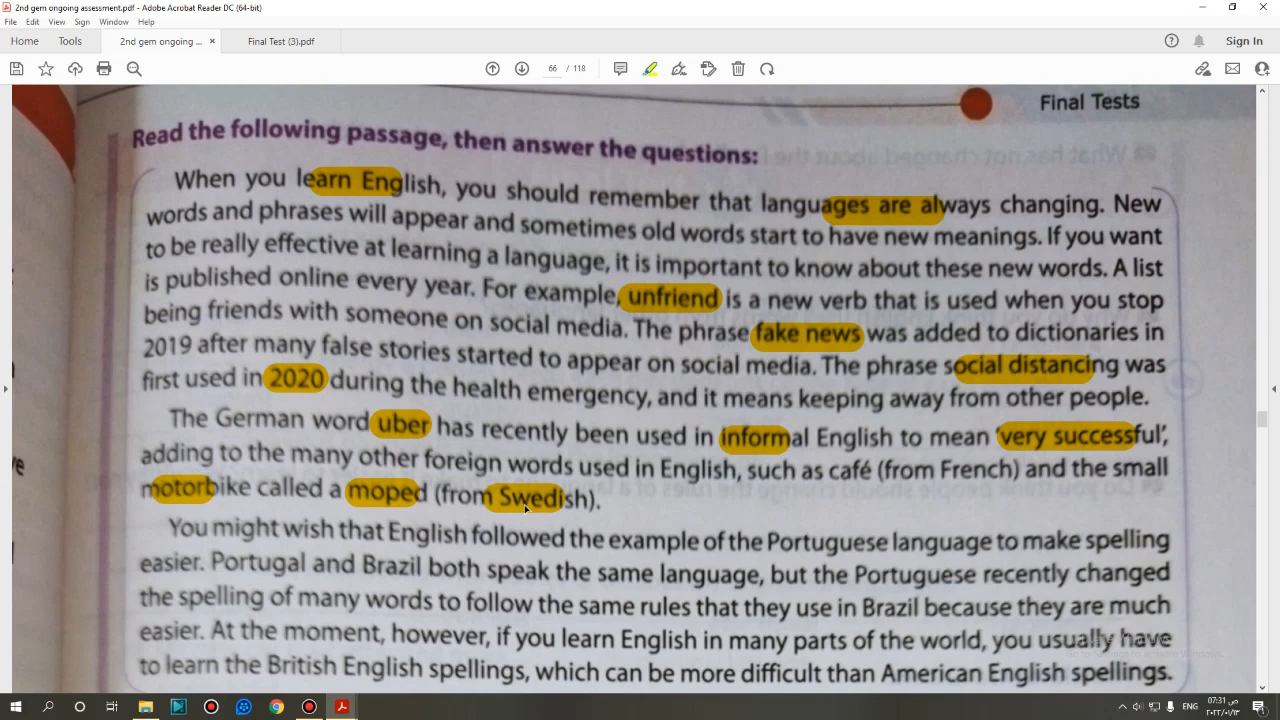 2nd gem ongoing assessment.pdf - Adobe Acrobat Reader DC (64-bit)
File Edit View Sign Window Help
Home Tools 2nd gem ongoing ... × Final Test (3).pdf Sign In
66 / 118
Final Tests
Read the following passage, then answer the questions:
When you learn English, you should remember that languages are always changing. New
words and phrases will appear and sometimes old words start to have new meanings. If you want
to be really effective at learning a language, it is important to know about these new words. A list
is published online every year. For example, unfriend is a new verb that is used when you stop
being friends with someone on social media. The phrase fake news was added to dictionaries in
2019 after many false stories started to appear on social media. The phrase social distancing was
first used in 2020 during the health emergency, and it means keeping away from other people.
The German word uber has recently been used in informal English to mean 'very successful',
adding to the many other foreign words used in English, such as café (from French) and the small
motorbike called a moped (from Swedish).
You might wish that English followed the example of the Portuguese language to make spelling
easier. Portugal and Brazil both speak the same language, but the Portuguese recently changed
the spelling of many words to follow the same rules that they use in Brazil because they are much
easier. At the moment, however, if you learn English in many parts of the world, you usually have
to learn the British English spellings, which can be more difficult than American English spellings.
ENG 07:31 ص